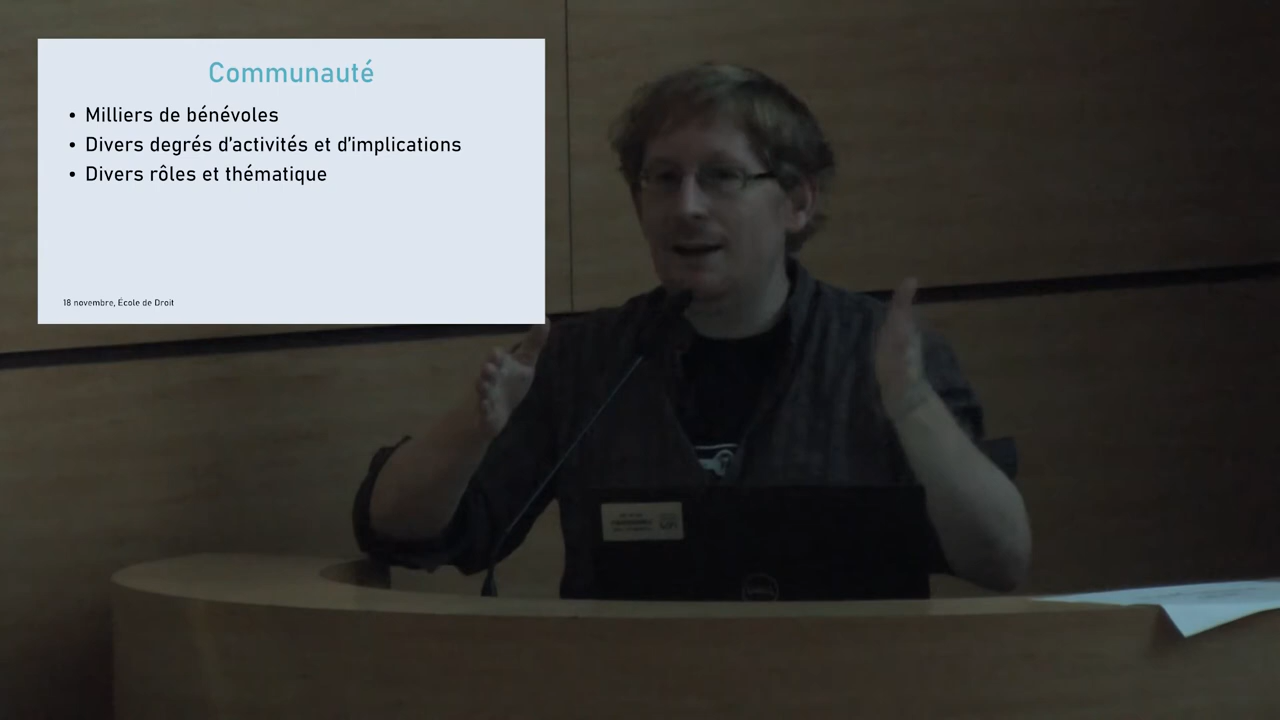 Communauté
• Milliers de bénévoles
• Divers degrés d'activités et d'implications
• Divers rôles et thématique
18 novembre, École de Droit